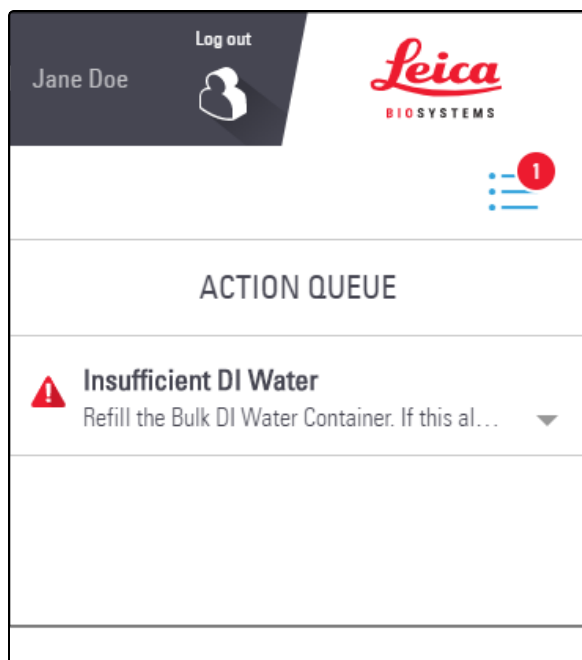 Log out
Jane Doe
Leica
BIOSYSTEMS
1
ACTION QUEUE
Insufficient DI Water
Refill the Bulk DI Water Container. If this al...